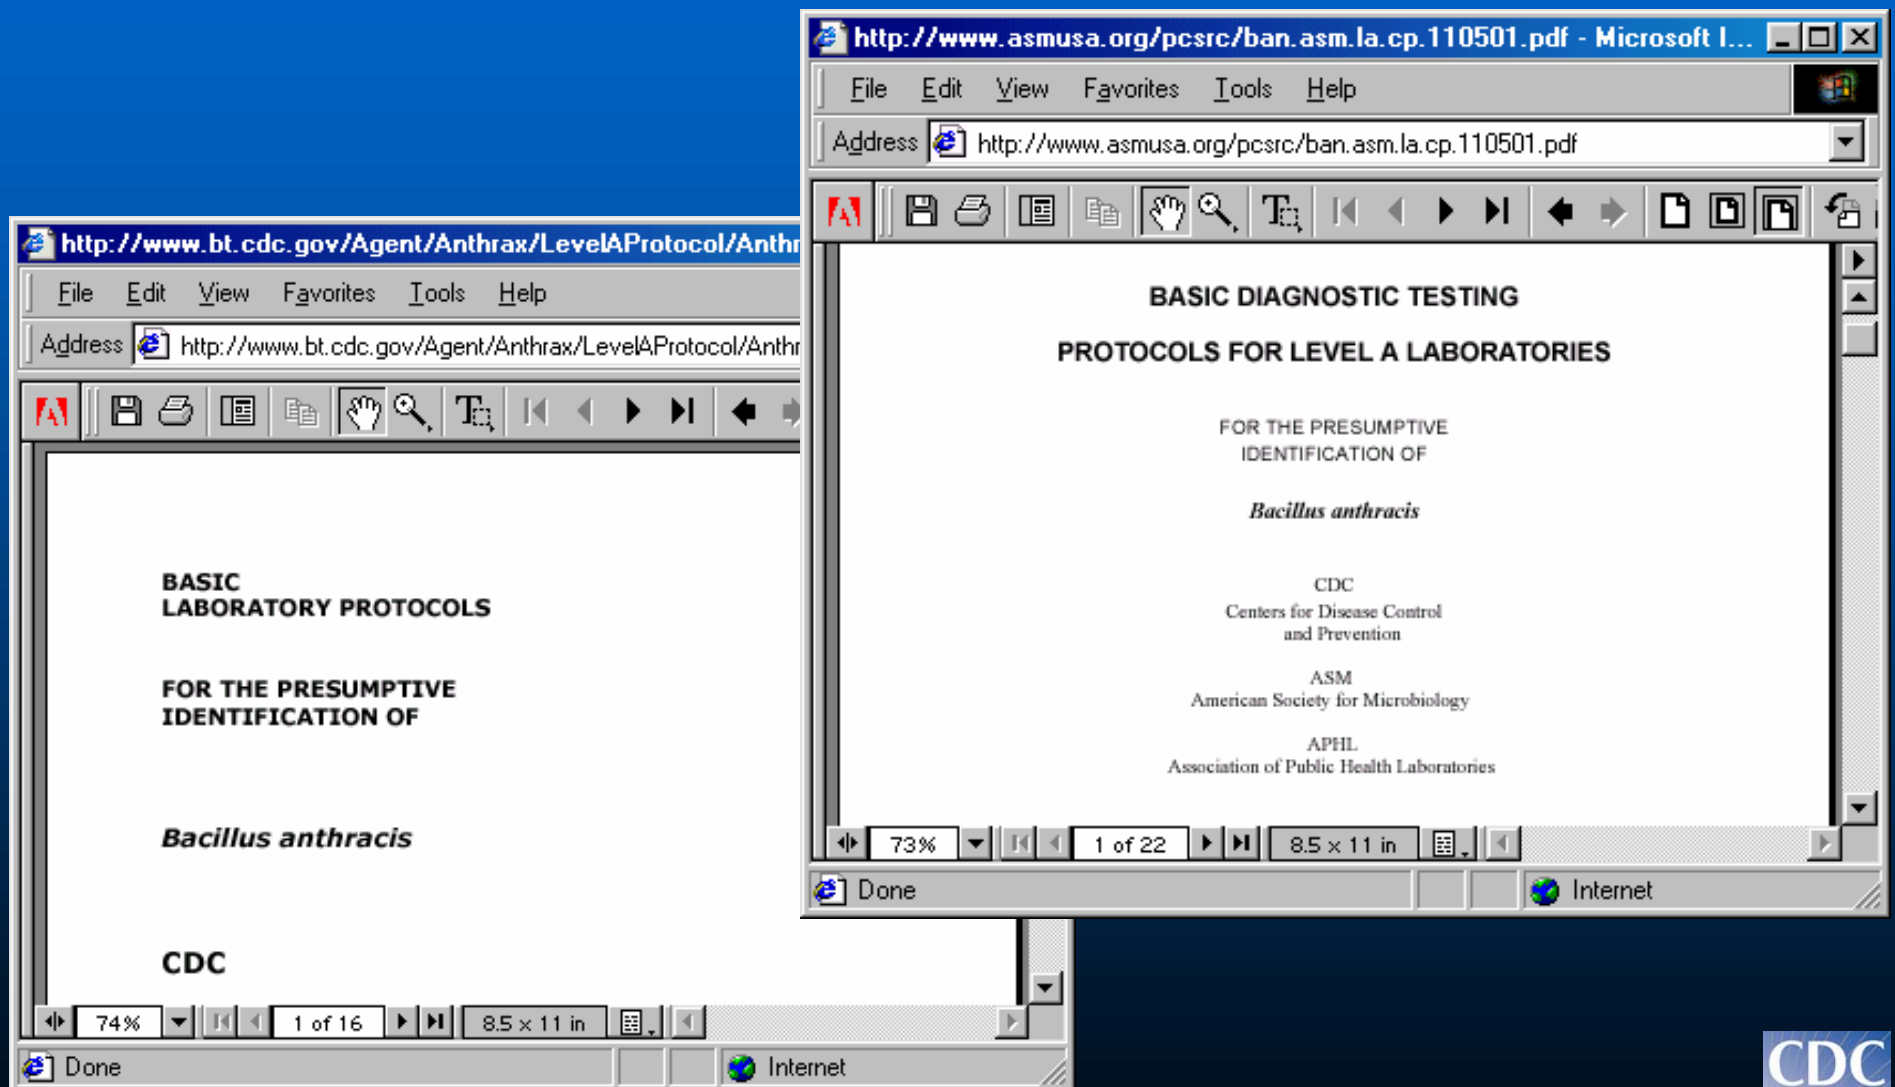 http://www.asmusa.org/pcsrc/ban.asm.la.cp.110501.pdf - Microsoft I...
File Edit View Favorites Tools Help
Address http://www.asmusa.org/pcsrc/ban.asm.la.cp.110501.pdf
BASIC DIAGNOSTIC TESTING
PROTOCOLS FOR LEVEL A LABORATORIES
FOR THE PRESUMPTIVE
IDENTIFICATION OF
Bacillus anthracis
CDC
Centers for Disease Control
and Prevention
ASM
American Society for Microbiology
APHL
Association of Public Health Laboratories
73% 1 of 22 8.5 x 11 in
Done Internet
http://www.bt.cdc.gov/Agent/Anthrax/LevelAProtocol/Anthr
File Edit View Favorites Tools Help
Address http://www.bt.cdc.gov/Agent/Anthrax/LevelAProtocol/Anthr
BASIC
LABORATORY PROTOCOLS
FOR THE PRESUMPTIVE
IDENTIFICATION OF
Bacillus anthracis
CDC
74% 1 of 16 8.5 x 11 in
Done Internet
CDC